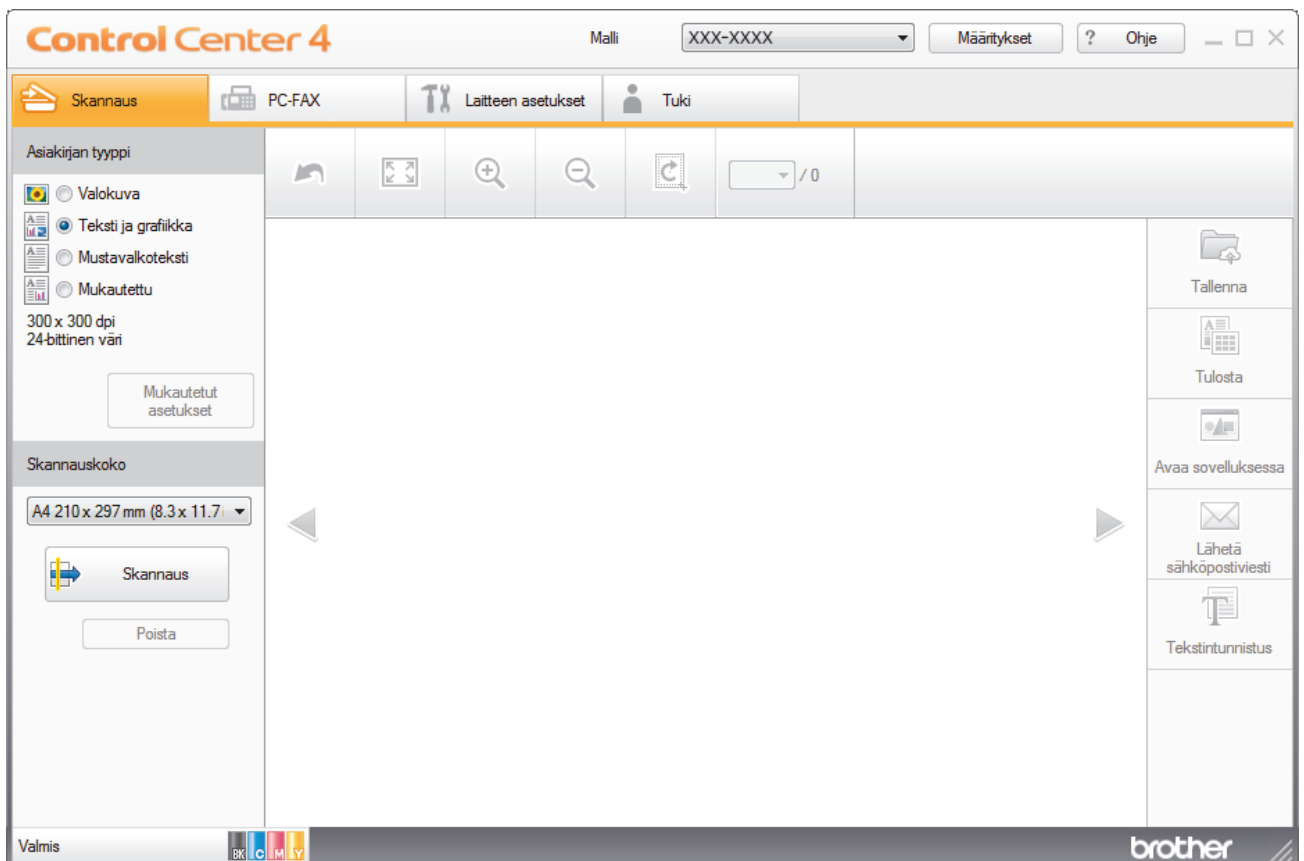 Control Center 4
Malli
XXX-XXXX
Määritykset
? Ohje
Skannaus
PC-FAX
Laitteen asetukset
Tuki
Asiakirjan tyyppi
Valokuva
Teksti ja grafiikka
Mustavalkoteksti
Mukautettu
300 x 300 dpi
24-bittinen väri
Mukautetut
asetukset
Skannauskoko
A4 210 x 297 mm (8.3 x 11.7
Skannaus
Poista
/ 0
Tallenna
Tulosta
Avaa sovelluksessa
Lähetä
sähköpostiviesti
Tekstintunnistus
Valmis
BK C M Y
brother